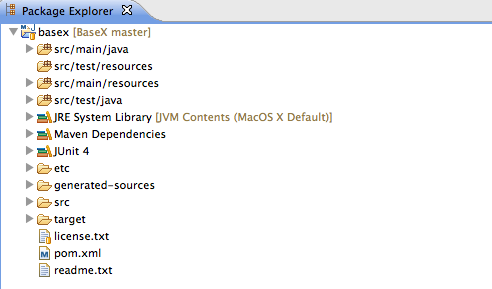 Package Explorer
basex [BaseX master]
src/main/java
src/test/resources
src/main/resources
src/test/java
JRE System Library [JVM Contents (MacOS X Default)]
Maven Dependencies
JUnit 4
etc
generated-sources
src
target
license.txt
pom.xml
readme.txt